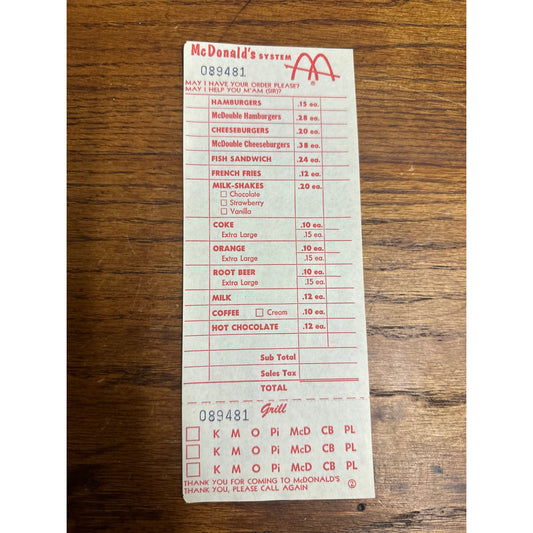 McDonald's SYSTEM
089481
®
MAY I HAVE YOUR ORDER PLEASE?
MAY I HELP YOU M'AM (SIR)?
HAMBURGERS .15 ea.
McDouble Hamburgers .28 ea.
CHEESEBURGERS .20 ea.
McDouble Cheeseburgers .38 ea.
FISH SANDWICH .24 ea.
FRENCH FRIES .12 ea.
MILK-SHAKES .20 ea.
Chocolate
Strawberry
Vanilla
COKE .10 ea.
Extra Large .15 ea.
ORANGE .10 ea.
Extra Large .15 ea.
ROOT BEER .10 ea.
Extra Large .15 ea.
MILK .12 ea.
COFFEE Cream .10 ea.
HOT CHOCOLATE .12 ea.
Sub Total
Sales Tax
TOTAL
089481 Grill
K M O Pi McD CB PL
K M O Pi McD CB PL
K M O Pi McD CB PL
THANK YOU FOR COMING TO McDONALD'S
THANK YOU, PLEASE CALL AGAIN ②